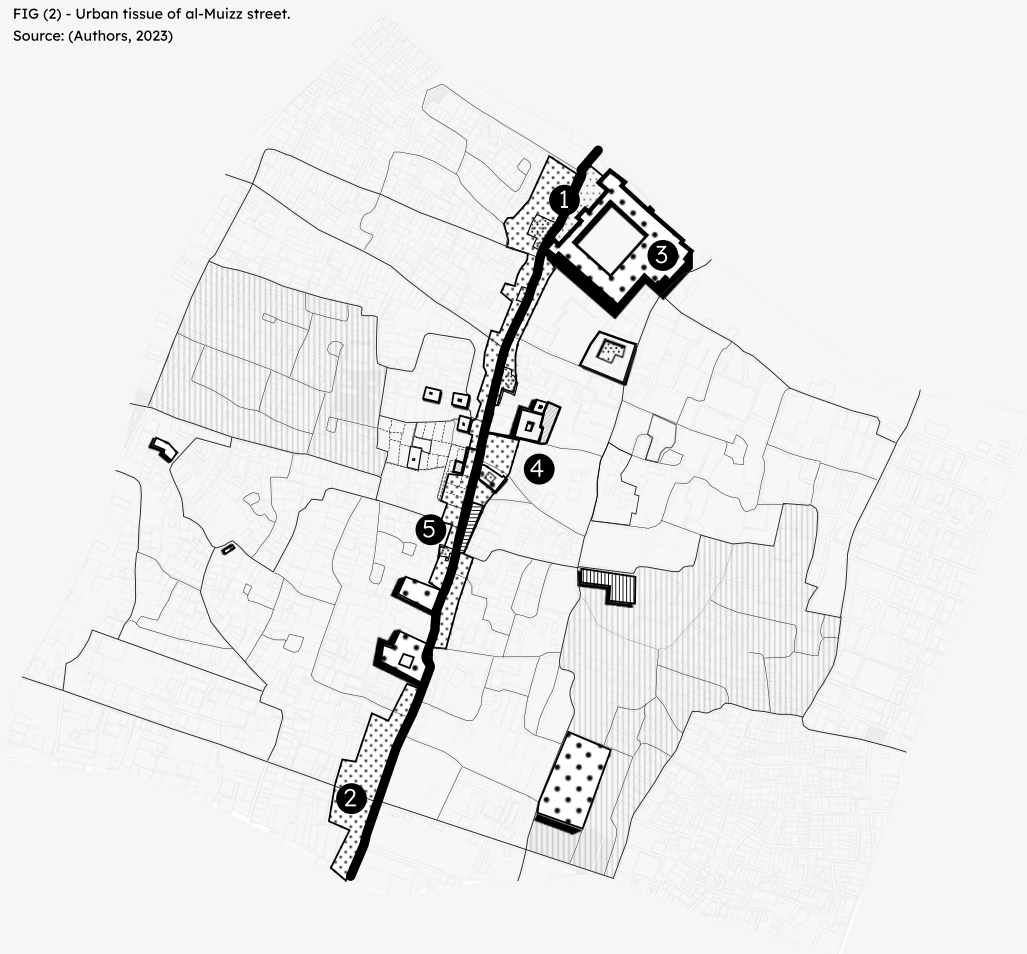 FIG (2) - Urban tissue of al-Muizz street.
Source: (Authors, 2023)
1
3
4
5
2